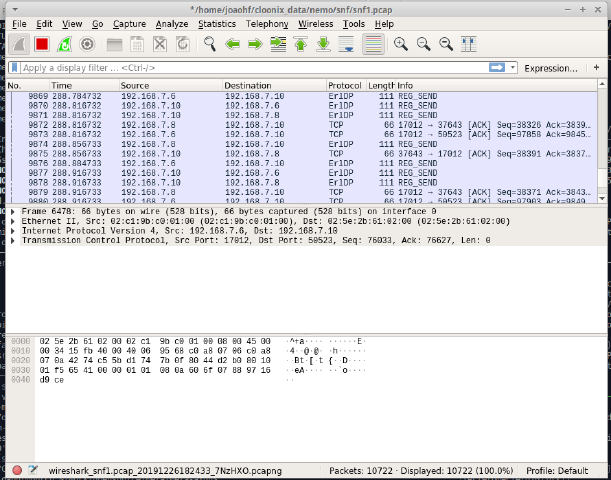 */home/joaohf/cloonix_data/nemo/snf/snf1.pcap
File Edit View Go Capture Analyze Statistics Telephony Wireless Tools Help
Apply a display filter ... <Ctrl-/> Expression... +
No. Time Source Destination Protocol Length Info
9869 288.784732 192.168.7.6 192.168.7.10 ErlDP 111 REG_SEND
9870 288.816732 192.168.7.10 192.168.7.6 ErlDP 111 REG_SEND
9871 288.816732 192.168.7.10 192.168.7.8 ErlDP 111 REG_SEND
9872 288.816732 192.168.7.8 192.168.7.10 TCP 66 17012 → 37643 [ACK] Seq=38326 Ack=3839…
9873 288.816732 192.168.7.6 192.168.7.10 TCP 66 17012 → 50523 [ACK] Seq=97858 Ack=9845…
9874 288.856733 192.168.7.8 192.168.7.10 ErlDP 111 REG_SEND
9875 288.856733 192.168.7.10 192.168.7.8 TCP 66 37643 → 17012 [ACK] Seq=38391 Ack=3837…
9876 288.884733 192.168.7.6 192.168.7.10 ErlDP 111 REG_SEND
9877 288.916733 192.168.7.10 192.168.7.6 ErlDP 111 REG_SEND
9878 288.916733 192.168.7.10 192.168.7.8 ErlDP 111 REG_SEND
9879 288.916733 192.168.7.8 192.168.7.10 TCP 66 17012 → 37643 [ACK] Seq=38371 Ack=3843…
9880 288.916733 192.168.7.6 192.168.7.10 TCP 66 17012 → 50523 [ACK] Seq=97903 Ack=9849…
Frame 6478: 66 bytes on wire (528 bits), 66 bytes captured (528 bits) on interface 0
Ethernet II, Src: 02:c1:9b:c0:01:00 (02:c1:9b:c0:01:00), Dst: 02:5e:2b:61:02:00 (02:5e:2b:61:02:00)
Internet Protocol Version 4, Src: 192.168.7.6, Dst: 192.168.7.10
Transmission Control Protocol, Src Port: 17012, Dst Port: 50523, Seq: 76033, Ack: 76627, Len: 0
0000 02 5e 2b 61 02 00 02 c1 9b c0 01 00 08 00 45 00 ·^+a···· ······E·
0010 00 34 15 fb 40 00 40 06 95 68 c0 a8 07 06 c0 a8 ·4··@·@· ·h······
0020 07 0a 42 74 c5 5b d1 74 7b 0f 80 44 d2 b0 80 10 ··Bt·[·t {··D····
0030 01 f5 65 41 00 00 01 01 08 0a 60 6f 07 88 97 16 ··eA···· ··`o····
0040 d9 ce ··
wireshark_snf1.pcap_20191226182433_7NzHXO.pcapng Packets: 10722 · Displayed: 10722 (100.0%) Profile: Default